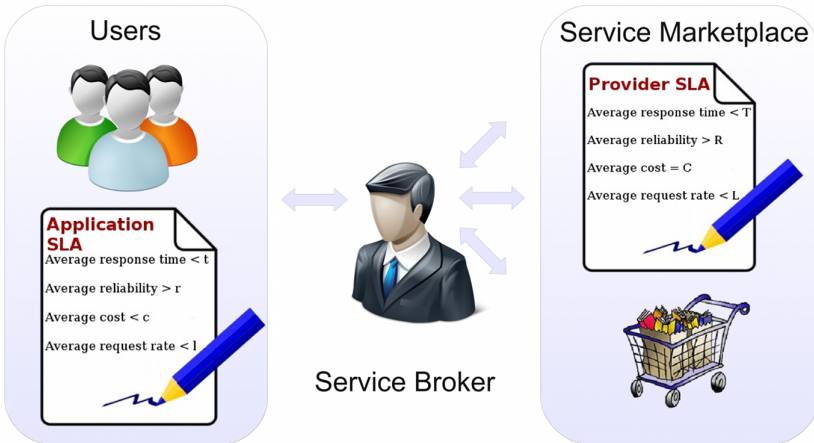 Users
Application
SLA
Average response time < t
Average reliability > r
Average cost < c
Average request rate < l
Service Broker
Service Marketplace
Provider SLA
Average response time < T
Average reliability > R
Average cost = C
Average request rate < L